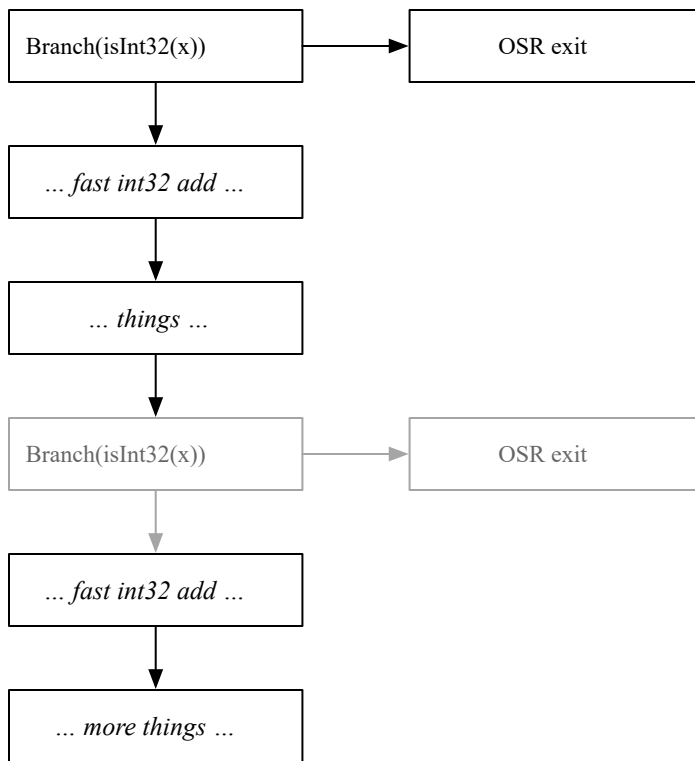 Branch(isInt32(x))
OSR exit
... fast int32 add ...
... things ...
Branch(isInt32(x))
OSR exit
... fast int32 add ...
... more things ...